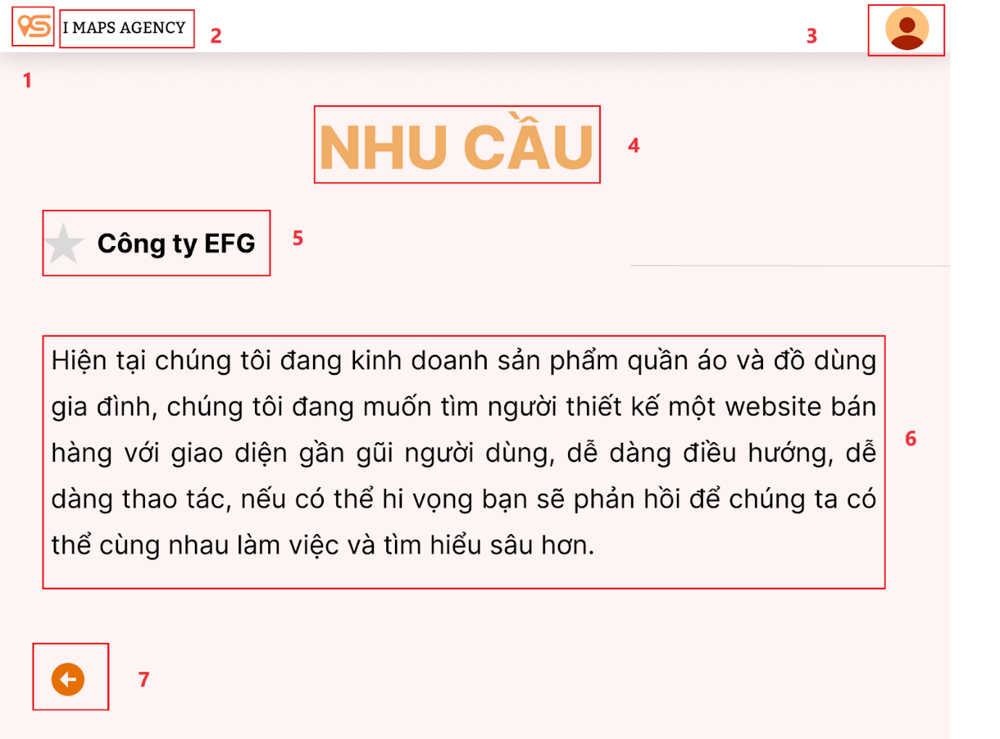 I MAPS AGENCY
2
3
1
NHU CẦU
4
Công ty EFG
5
Hiện tại chúng tôi đang kinh doanh sản phẩm quần áo và đồ dùng
gia đình, chúng tôi đang muốn tìm người thiết kế một website bán
hàng với giao diện gần gũi người dùng, dễ dàng điều hướng, dễ
dàng thao tác, nếu có thể hi vọng bạn sẽ phản hồi để chúng ta có
thể cùng nhau làm việc và tìm hiểu sâu hơn.
6
7